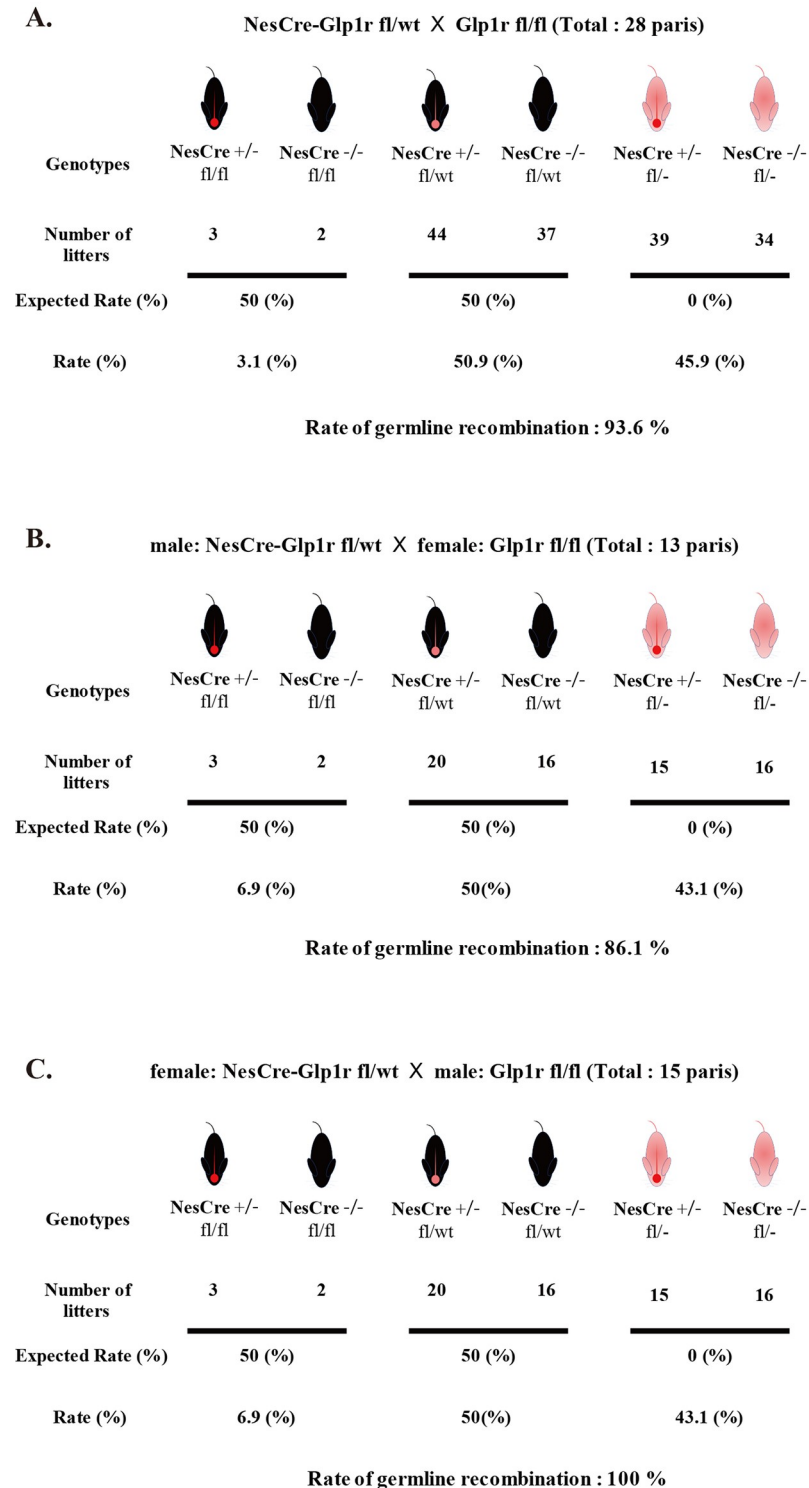 A.
NesCre-Glp1r fl/wt X Glp1r fl/fl (Total : 28 paris)
Genotypes
NesCre +/- NesCre -/- NesCre +/- NesCre -/- NesCre +/- NesCre -/-
fl/fl fl/fl fl/wt fl/wt fl/- fl/-
Number of
litters
3 2 44 37 39 34
Expected Rate (%) 50 (%) 50 (%) 0 (%)
Rate (%) 3.1 (%) 50.9 (%) 45.9 (%)
Rate of germline recombination : 93.6 %
B.
male: NesCre-Glp1r fl/wt X female: Glp1r fl/fl (Total : 13 paris)
Genotypes
NesCre +/- NesCre -/- NesCre +/- NesCre -/- NesCre +/- NesCre -/-
fl/fl fl/fl fl/wt fl/wt fl/- fl/-
Number of
litters
3 2 20 16 15 16
Expected Rate (%) 50 (%) 50 (%) 0 (%)
Rate (%) 6.9 (%) 50(%) 43.1 (%)
Rate of germline recombination : 86.1 %
C.
female: NesCre-Glp1r fl/wt X male: Glp1r fl/fl (Total : 15 paris)
Genotypes
NesCre +/- NesCre -/- NesCre +/- NesCre -/- NesCre +/- NesCre -/-
fl/fl fl/fl fl/wt fl/wt fl/- fl/-
Number of
litters
3 2 20 16 15 16
Expected Rate (%) 50 (%) 50 (%) 0 (%)
Rate (%) 6.9 (%) 50(%) 43.1 (%)
Rate of germline recombination : 100 %